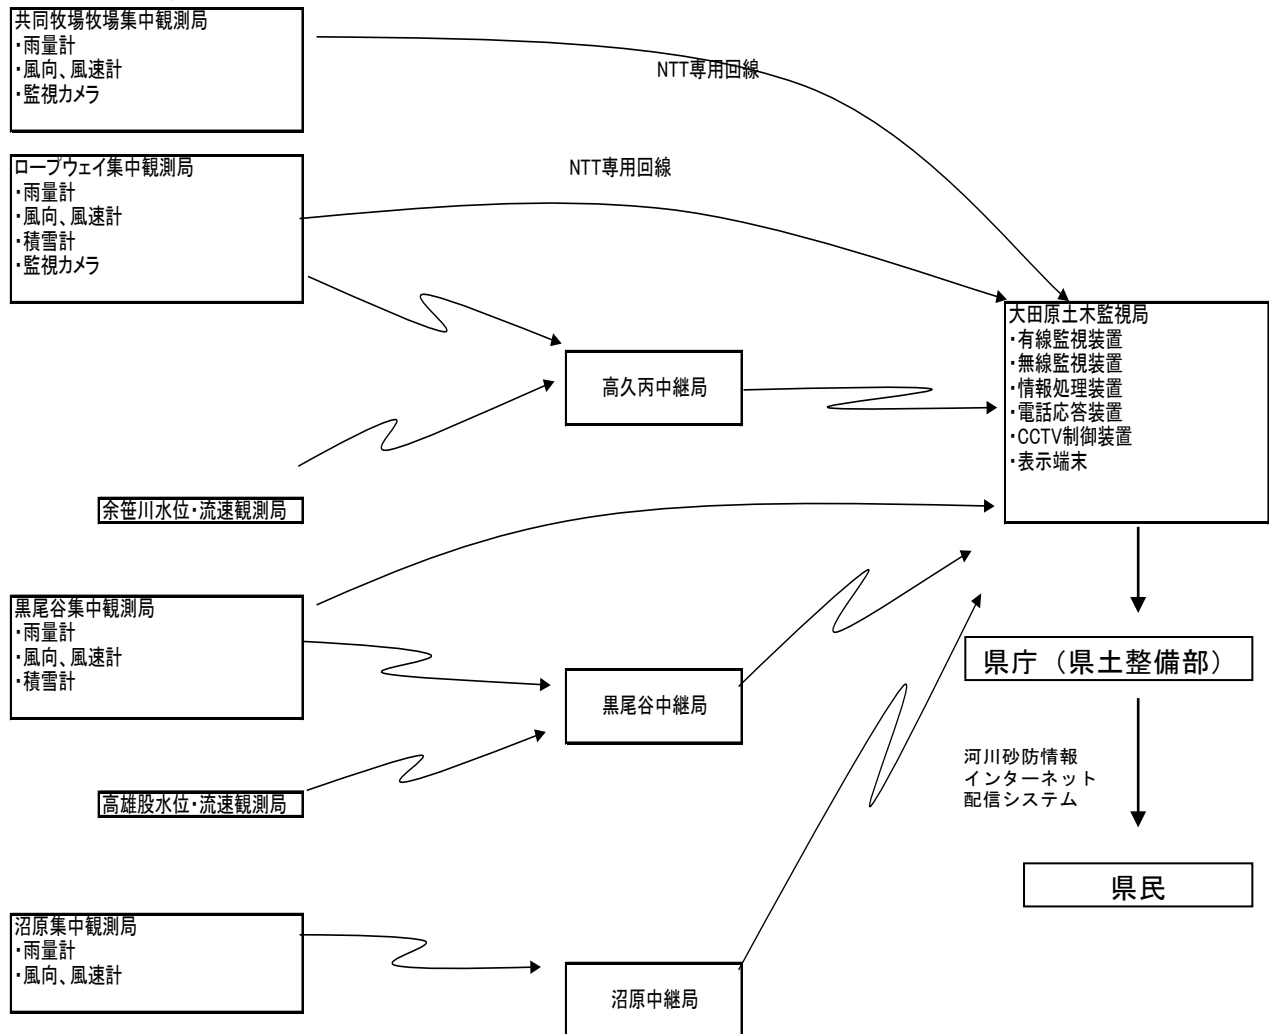 共同牧場牧場集中観測局
・雨量計
・風向、風速計
・監視カメラ
NTT専用回線
ロープウェイ集中観測局
・雨量計
・風向、風速計
・積雪計
・監視カメラ
NTT専用回線
大田原土木監視局
・有線監視装置
・無線監視装置
・情報処理装置
・電話応答装置
・CCTV制御装置
・表示端末
高久丙中継局
余笹川水位・流速観測局
黒尾谷集中観測局
・雨量計
・風向、風速計
・積雪計
黒尾谷中継局
県庁（県土整備部）
高雄股水位・流速観測局
河川砂防情報
インターネット
配信システム
県民
沼原集中観測局
・雨量計
・風向、風速計
沼原中継局